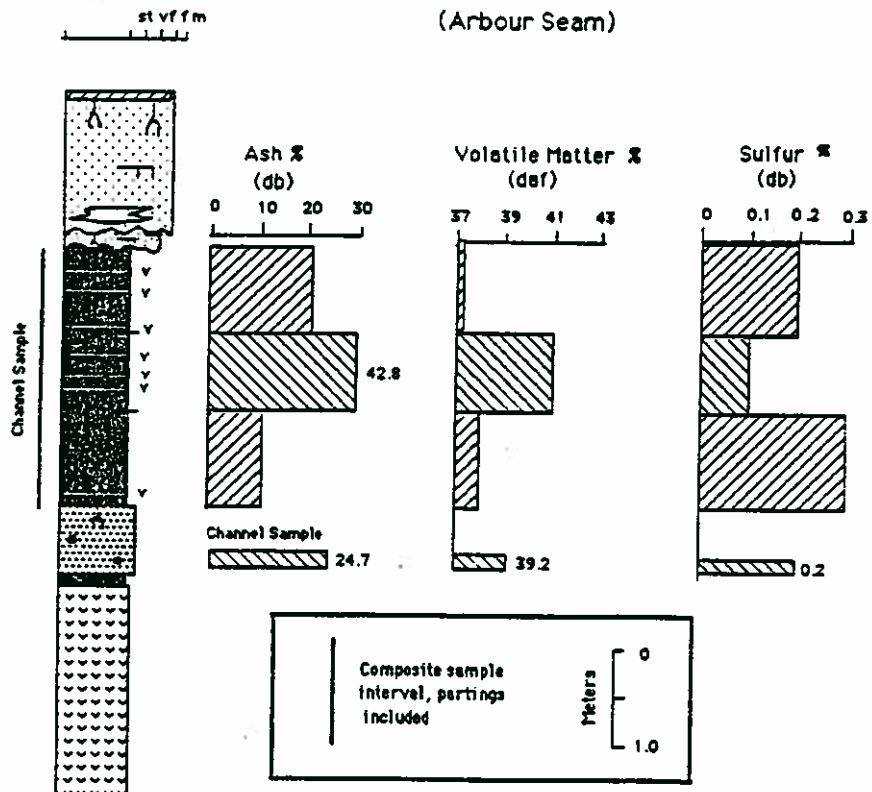 (Arbour Seam)
st vf f m
Ash %
(db)
0 10 20 30
Volatile Matter %
(daf)
37 39 41 43
Sulfur %
(db)
0 0.1 0.2 0.3
Channel Sample
v
v
v
v
v
v
v
42.8
Channel Sample
24.7
39.2
0.2
Composite sample
interval, partings
included
Meters
0
1.0